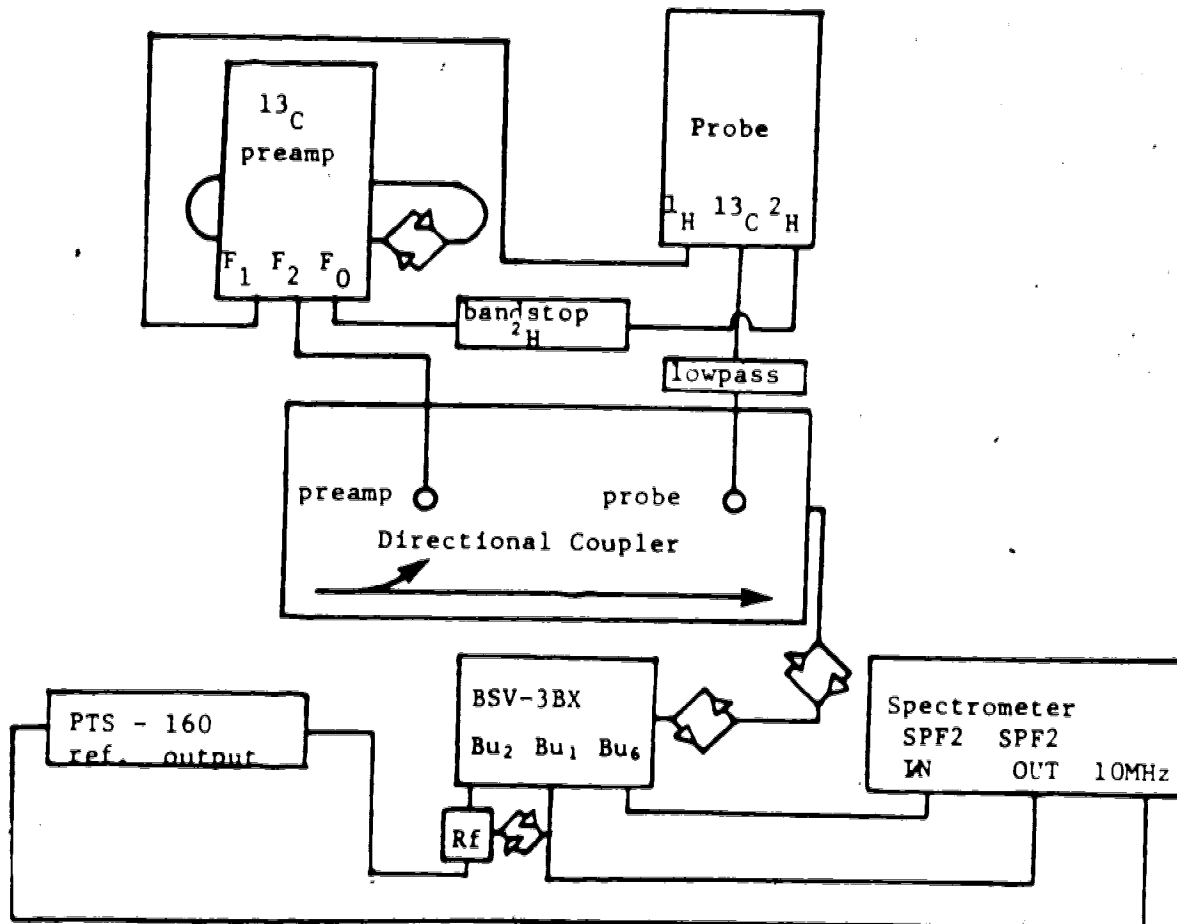 13C
preamp
F1 F2 F0
Probe
1H 13C 2H
bandstop
2H
lowpass
preamp
probe
Directional Coupler
PTS - 160
ref. output
BSV-3BX
Bu2 Bu1 Bu6
Rf
Spectrometer
SPF2 SPF2
IN OUT 10MHz